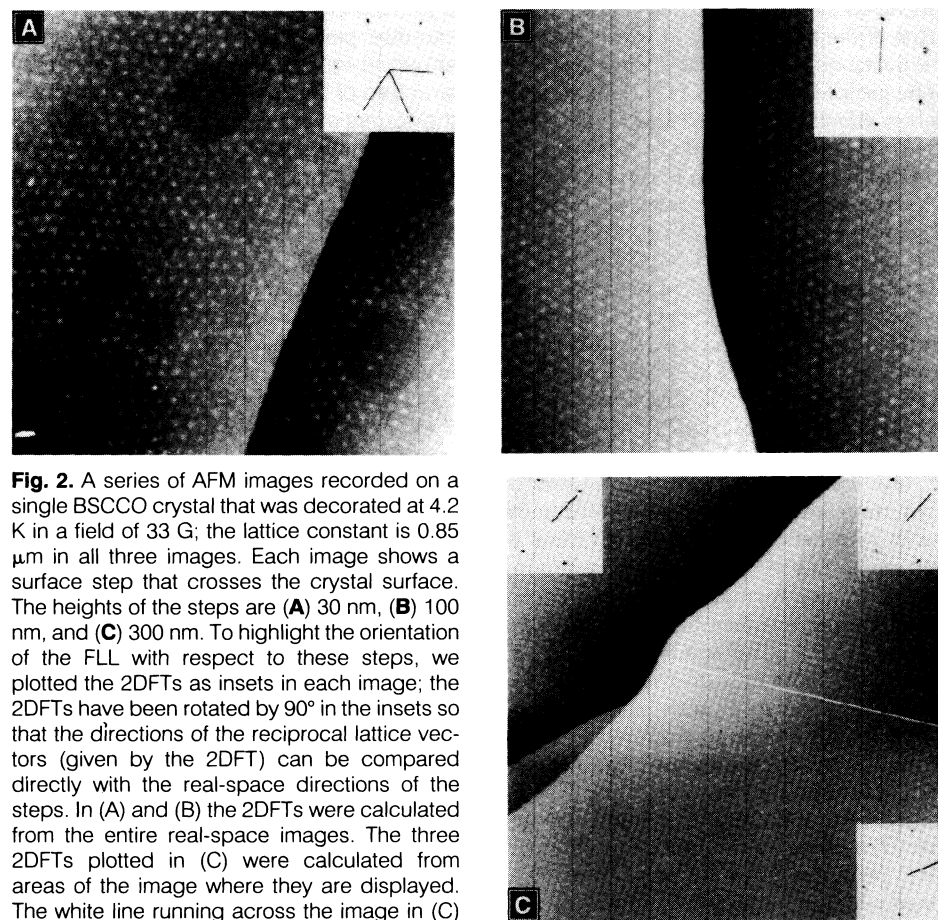 A
B
Fig. 2. A series of AFM images recorded on a
single BSCCO crystal that was decorated at 4.2
K in a field of 33 G; the lattice constant is 0.85
μm in all three images. Each image shows a
surface step that crosses the crystal surface.
The heights of the steps are (A) 30 nm, (B) 100
nm, and (C) 300 nm. To highlight the orientation
of the FLL with respect to these steps, we
plotted the 2DFTs as insets in each image; the
2DFTs have been rotated by 90° in the insets so
that the directions of the reciprocal lattice vec-
tors (given by the 2DFT) can be compared
directly with the real-space directions of the
steps. In (A) and (B) the 2DFTs were calculated
from the entire real-space images. The three
2DFTs plotted in (C) were calculated from
areas of the image where they are displayed.
The white line running across the image in (C)
C